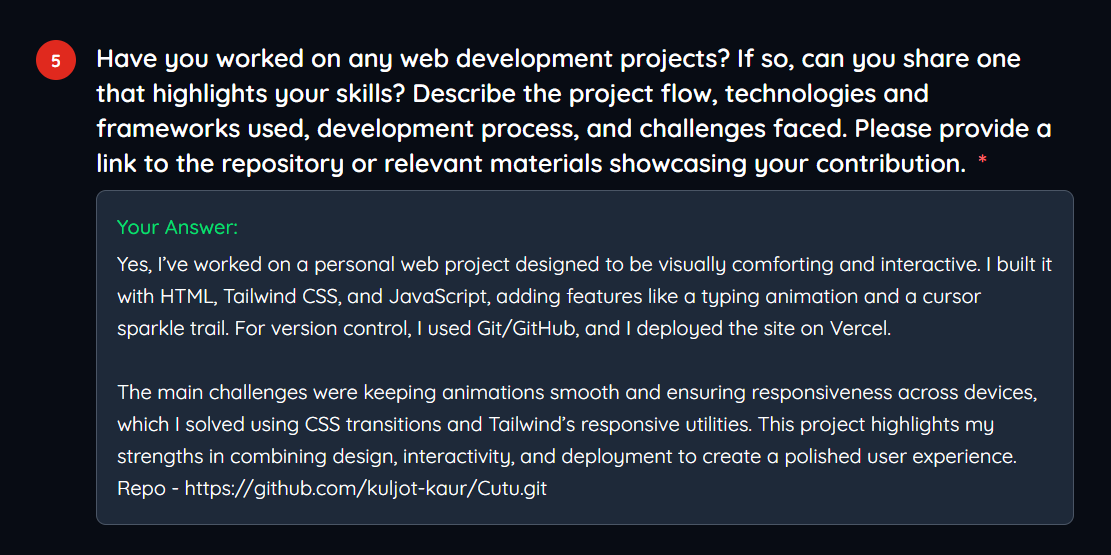 5
Have you worked on any web development projects? If so, can you share one
that highlights your skills? Describe the project flow, technologies and
frameworks used, development process, and challenges faced. Please provide a
link to the repository or relevant materials showcasing your contribution. *
Your Answer:
Yes, I’ve worked on a personal web project designed to be visually comforting and interactive. I built it
with HTML, Tailwind CSS, and JavaScript, adding features like a typing animation and a cursor
sparkle trail. For version control, I used Git/GitHub, and I deployed the site on Vercel.
The main challenges were keeping animations smooth and ensuring responsiveness across devices,
which I solved using CSS transitions and Tailwind’s responsive utilities. This project highlights my
strengths in combining design, interactivity, and deployment to create a polished user experience.
Repo - https://github.com/kuljot-kaur/Cutu.git